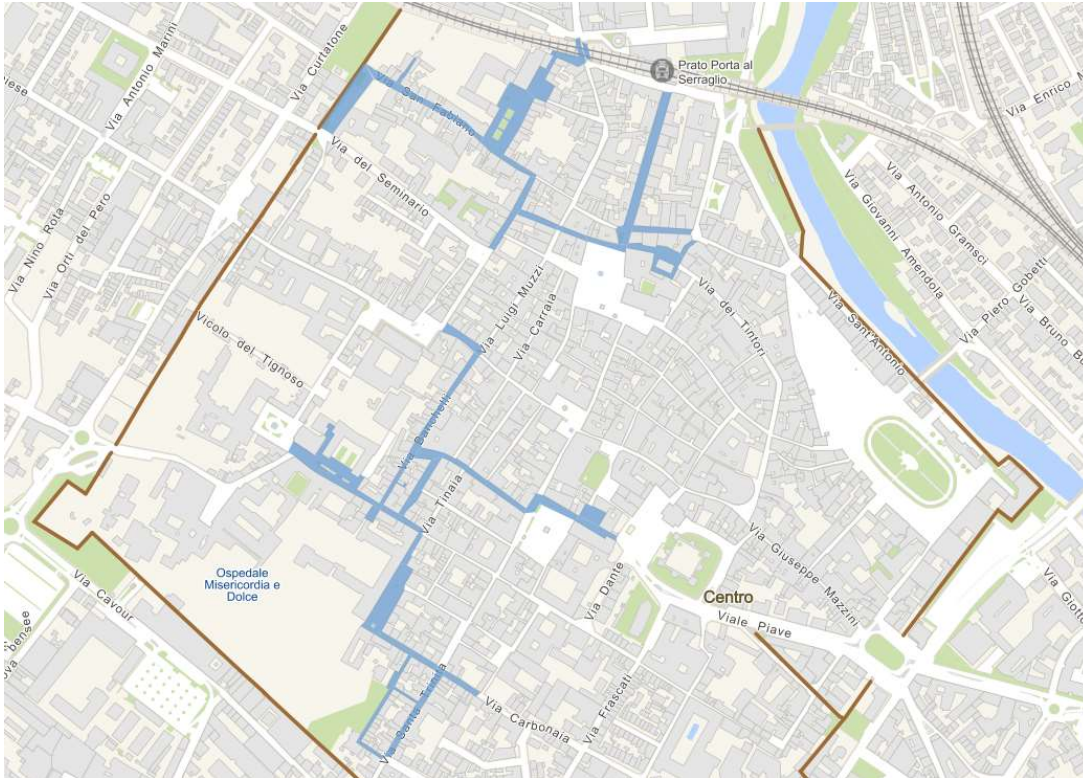 Via Curtatone
Via Antonio Marini
Prato Porta al
Serraglio
Via Enrico
Via San Fabiano
Via del Seminario
Via Nino Rota
Via Orti del Pero
Via Giovanni Amendola
Via Antonio Gramsci
Via Piero Gobetti
Via Bruno
Via Luigi Muzzi
Via Carraia
Via dei Tintori
Via Sant'Antonio
Vicolo del Tignoso
Via Banchelli
Via Tinaia
Ospedale
Misericordia e
Dolce
Via Cavour
Via Giuseppe Mazzini
Via Dante
Centro
Viale Piave
Via Santa Trinita
Via Carbonaia
Via Frascati